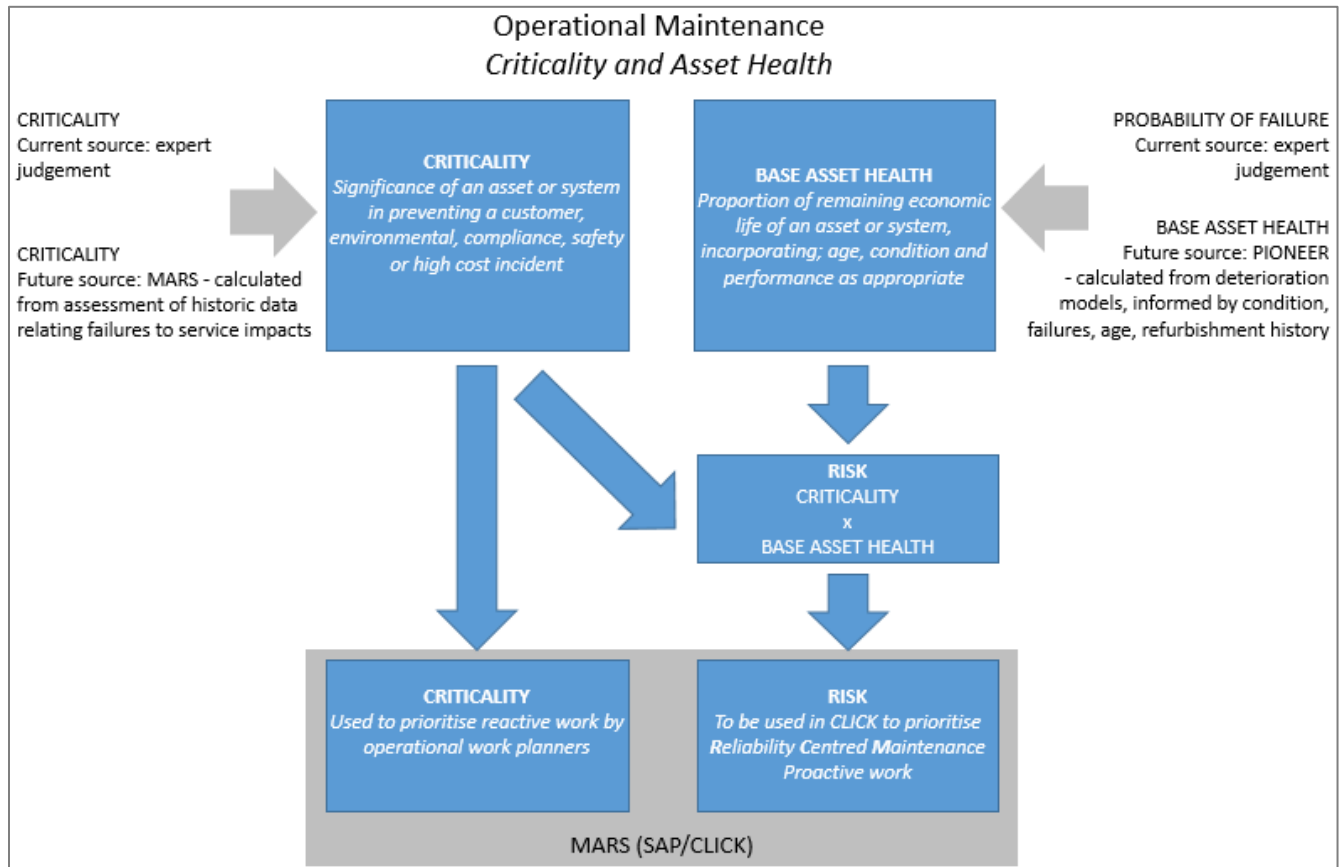 Operational Maintenance
Criticality and Asset Health
CRITICALITY
Current source: expert
judgement
CRITICALITY
Future source: MARS - calculated
from assessment of historic data
relating failures to service impacts
CRITICALITY
Significance of an asset or system
in preventing a customer,
environmental, compliance, safety
or high cost incident
BASE ASSET HEALTH
Proportion of remaining economic
life of an asset or system,
incorporating; age, condition and
performance as appropriate
PROBABILITY OF FAILURE
Current source: expert
judgement
BASE ASSET HEALTH
Future source: PIONEER
- calculated from deterioration
models, informed by condition,
failures, age, refurbishment history
RISK
CRITICALITY
x
BASE ASSET HEALTH
CRITICALITY
Used to prioritise reactive work by
operational work planners
RISK
To be used in CLICK to prioritise
Reliability Centred Maintenance
Proactive work
MARS (SAP/CLICK)